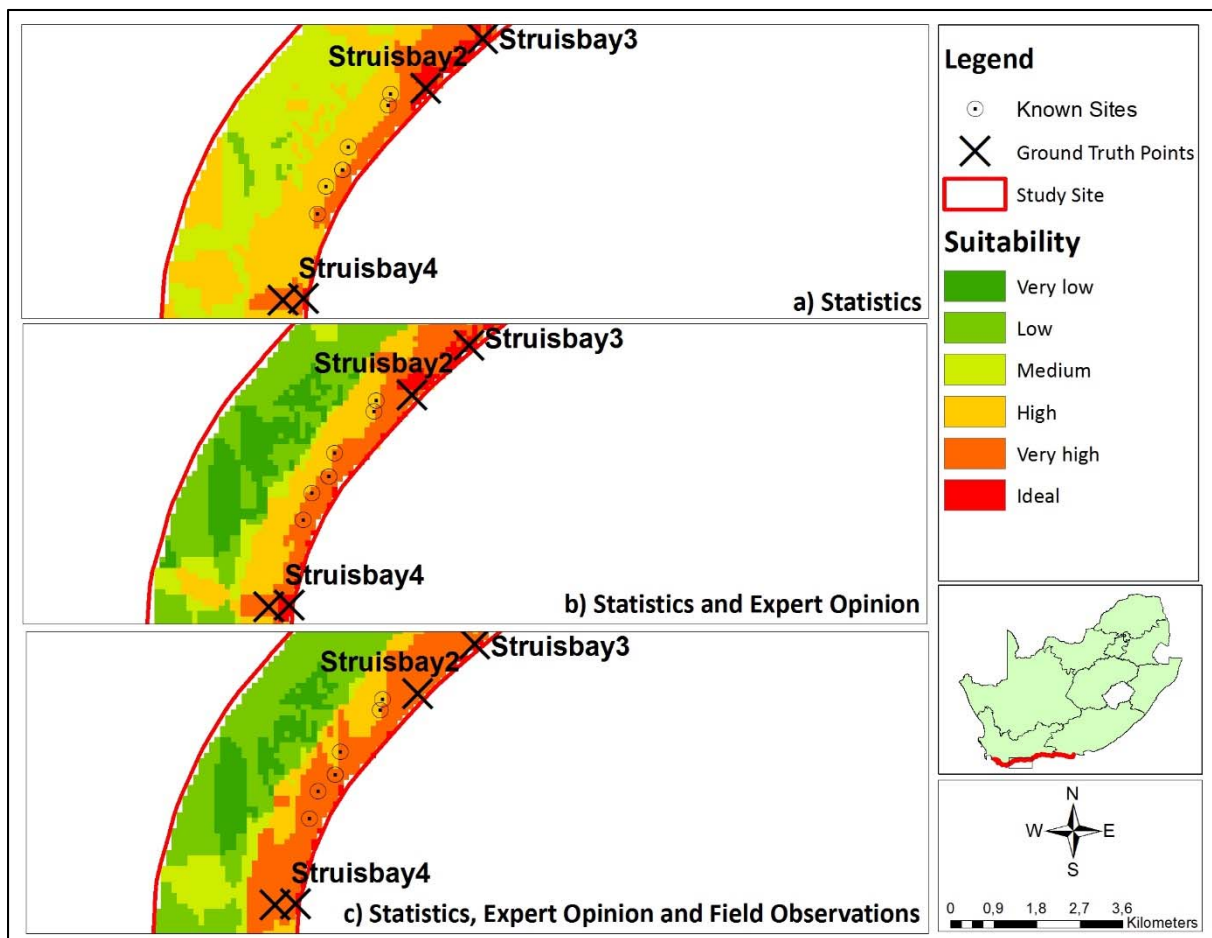 Struisbay3
Struisbay2
Struisbay4
a) Statistics
Struisbay3
Struisbay2
Struisbay4
b) Statistics and Expert Opinion
Struisbay3
Struisbay2
Struisbay4
c) Statistics, Expert Opinion and Field Observations
Legend
Known Sites
Ground Truth Points
Study Site
Suitability
Very low
Low
Medium
High
Very high
Ideal
N
W E
S
0 0,9 1,8 2,7 3,6
Kilometers